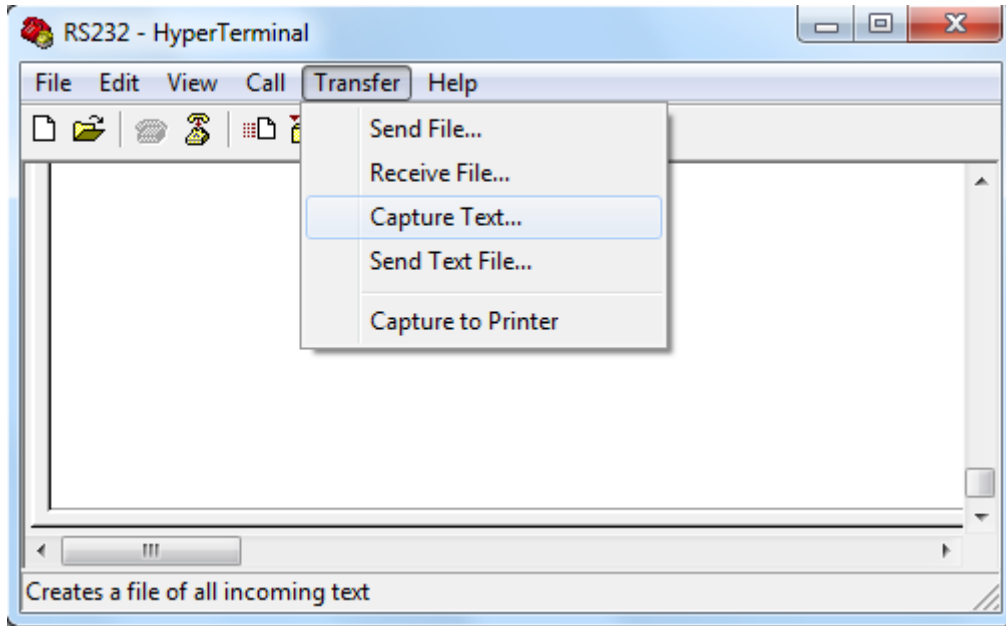 RS232 - HyperTerminal
File Edit View Call Transfer Help
Send File...
Receive File...
Capture Text...
Send Text File...
Capture to Printer
Creates a file of all incoming text